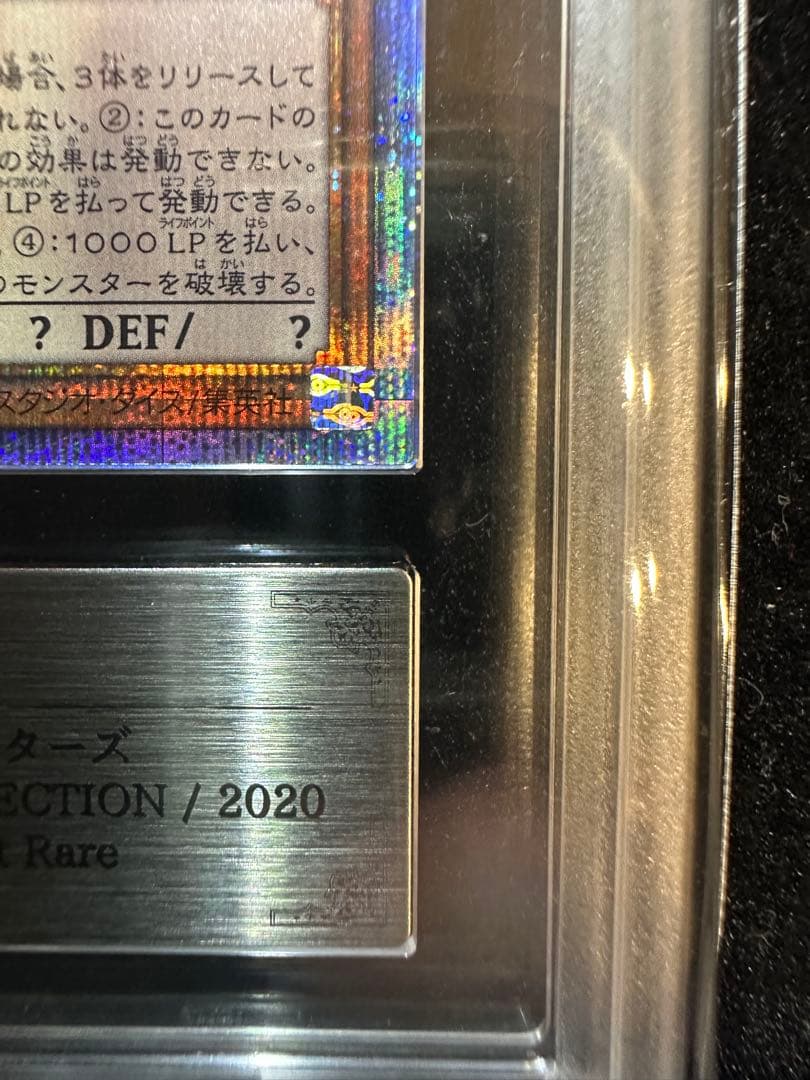 場合、3体をリリースして
れない。②:このカードの
の効果は発動できない。
LPを払って発動できる。
④:1000LPを払い、
のモンスターを破壊する。
? DEF/ ?
スタジオ・ダイス/集英社
ターズ
ECTION / 2020
t Rare